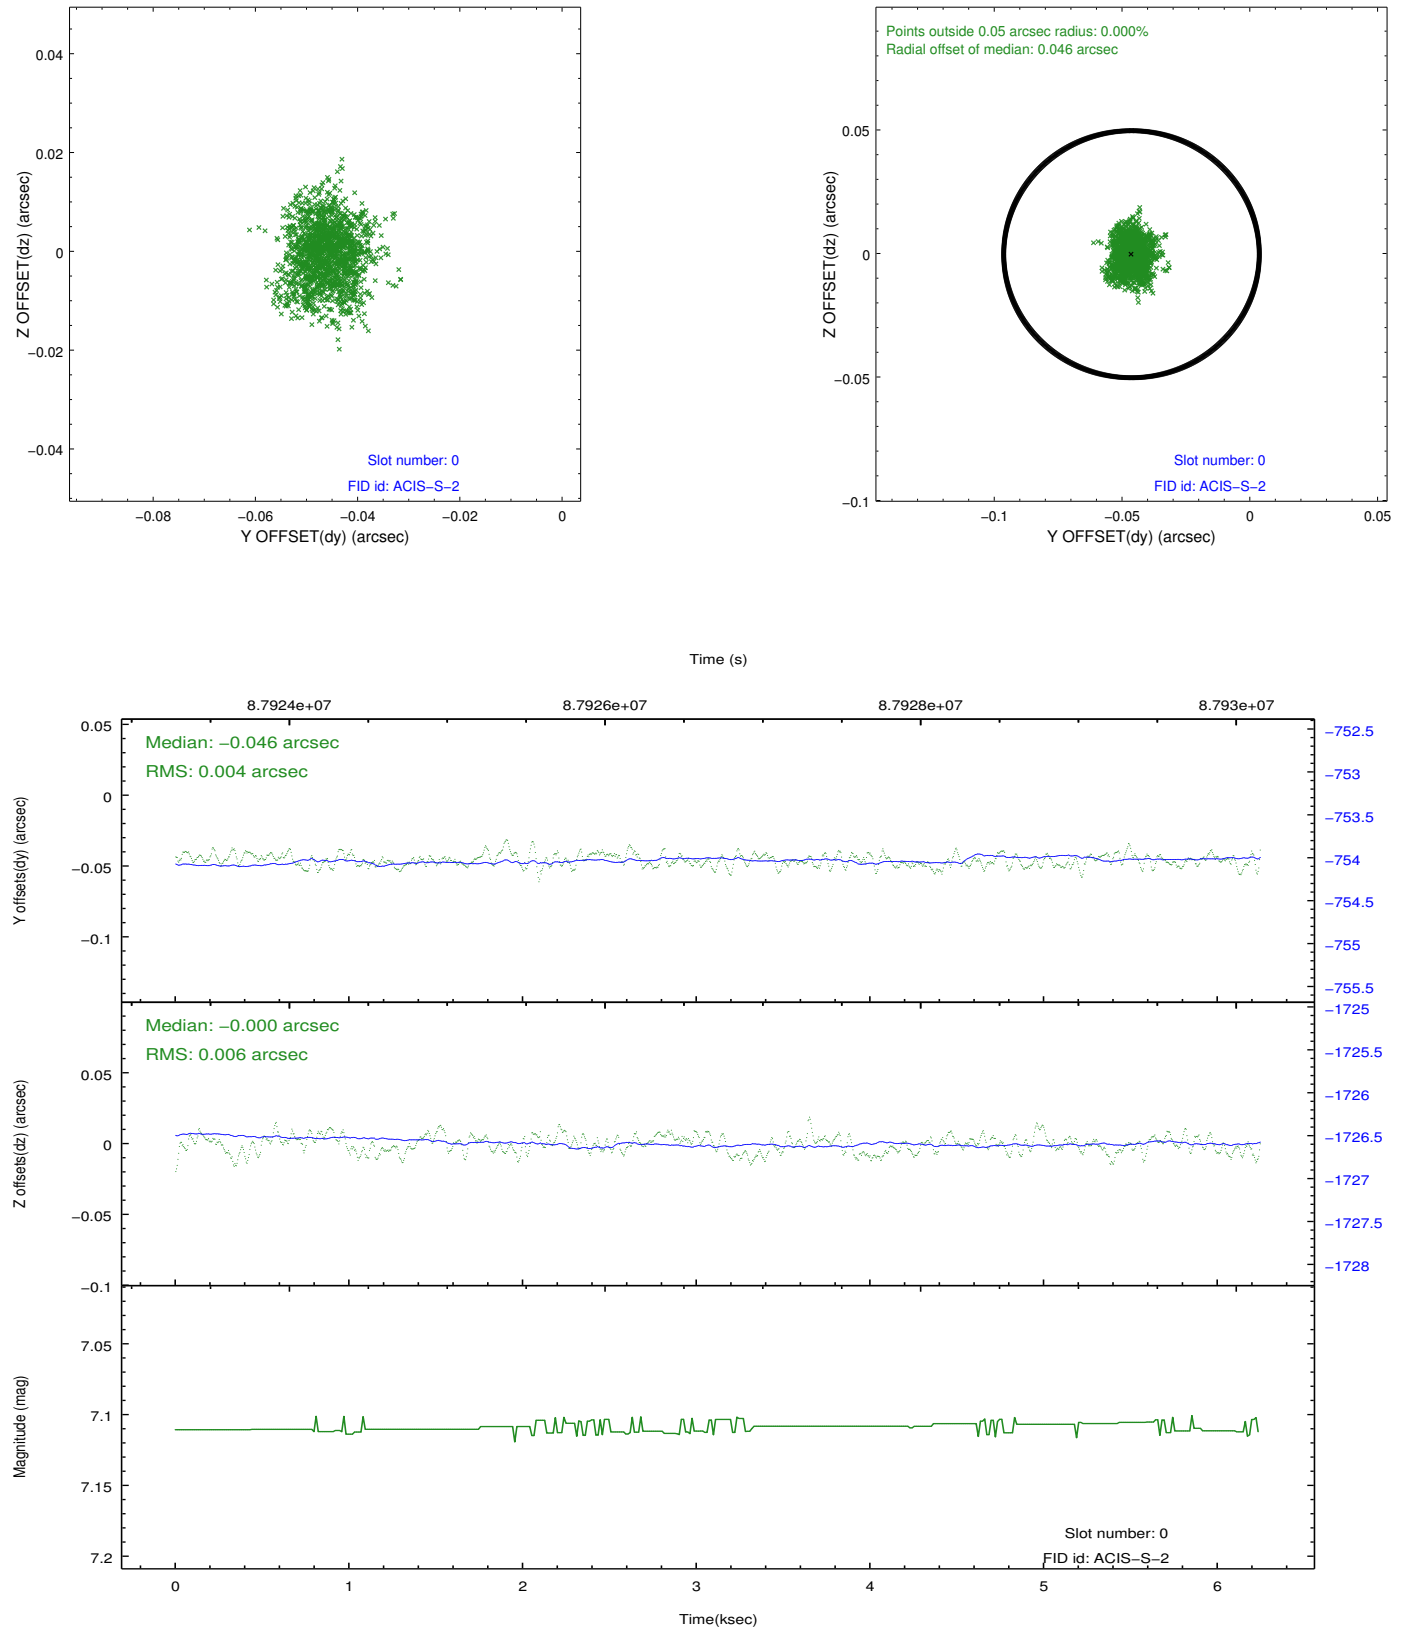 0.04
0.02
0
−0.02
−0.04
Z OFFSET(dz) (arcsec)
Slot number: 0
FID id: ACIS−S−2
−0.08
−0.06
−0.04
−0.02
0
Y OFFSET(dy) (arcsec)
Points outside 0.05 arcsec radius: 0.000%
Radial offset of median: 0.046 arcsec
0.05
0
−0.05
−0.1
Z OFFSET(dz) (arcsec)
Slot number: 0
FID id: ACIS−S−2
−0.1
−0.05
0
0.05
Y OFFSET(dy) (arcsec)
Time (s)
8.7924e+07
8.7926e+07
8.7928e+07
8.793e+07
Median: −0.046 arcsec
RMS: 0.004 arcsec
0.05
0
−0.05
−0.1
Y offsets(dy) (arcsec)
−752.5
−753
−753.5
−754
−754.5
−755
−755.5
Median: −0.000 arcsec
RMS: 0.006 arcsec
0.05
0
−0.05
−0.1
Z offsets(dz) (arcsec)
−1725
−1725.5
−1726
−1726.5
−1727
−1727.5
−1728
7.05
7.1
7.15
7.2
Magnitude (mag)
Slot number: 0
FID id: ACIS−S−2
0
1
2
3
4
5
6
Time(ksec)